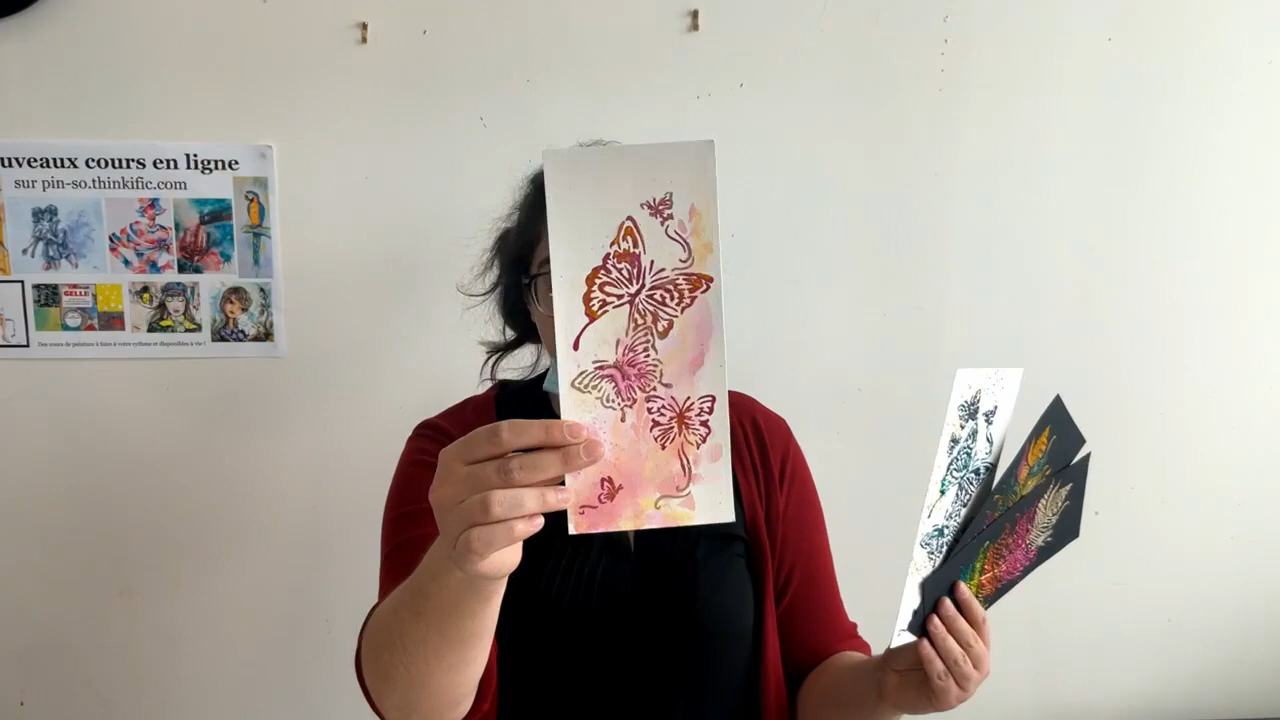 uveaux cours en ligne
sur pin-so.thinkific.com
GELLI
Des cours de peinture à faire à votre rythme et disponibles à vie !